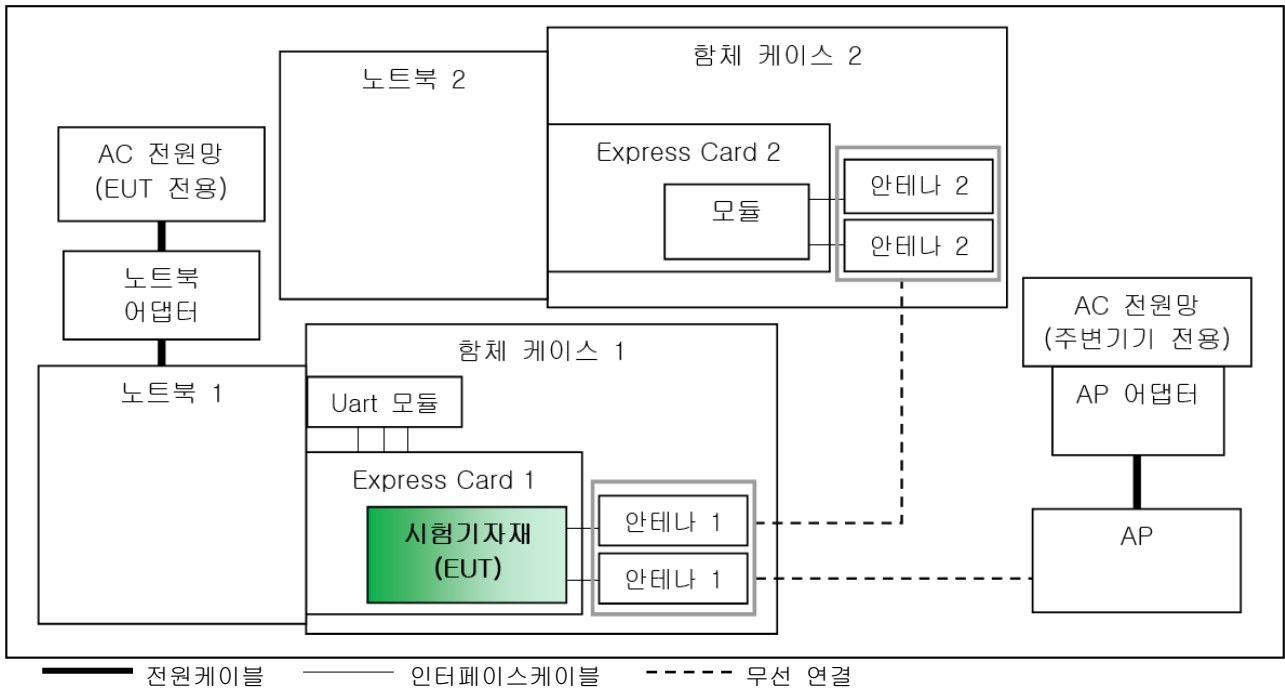 함체 케이스 2
노트북 2
AC 전원망
(EUT 전용)
Express Card 2
모듈
안테나 2
안테나 2
노트북
어댑터
AC 전원망
(주변기기 전용)
함체 케이스 1
노트북 1
Uart 모듈
AP 어댑터
Express Card 1
시험기자재
(EUT)
안테나 1
안테나 1
AP
전원케이블
인터페이스케이블
무선 연결